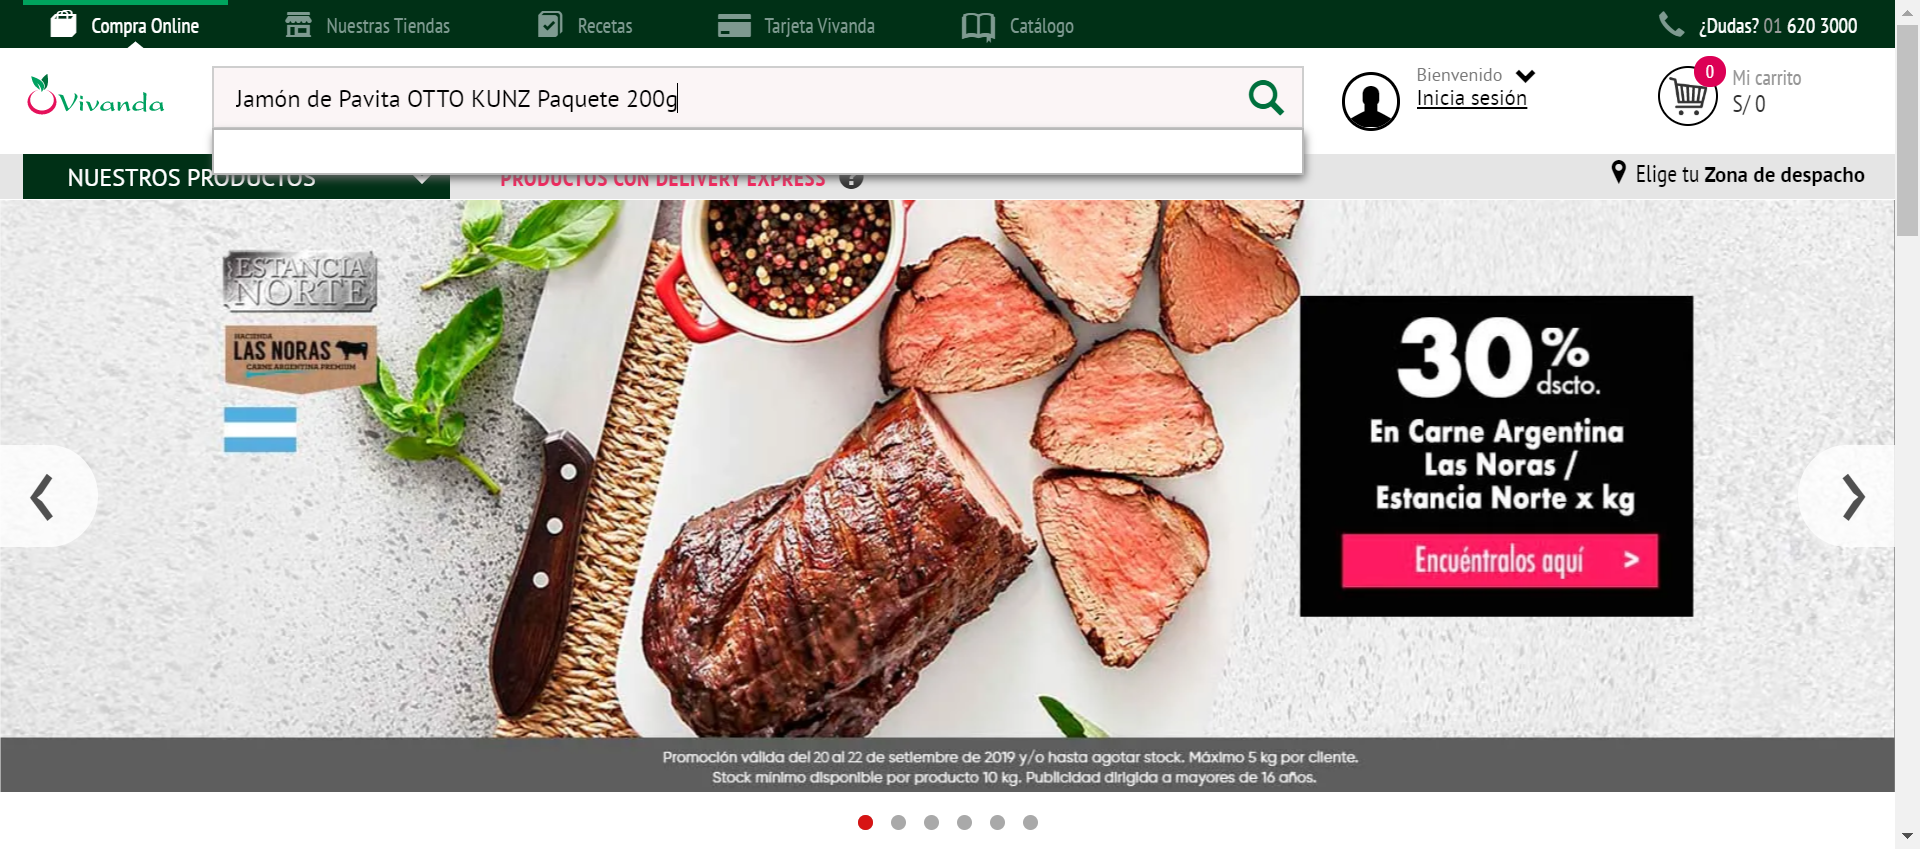 Compra Online
Nuestras Tiendas
Recetas
Tarjeta Vivanda
Catálogo
¿Dudas? 01 620 3000
Vivanda
Jamón de Pavita OTTO KUNZ Paquete 200g
Bienvenido
Inicia sesión
0
Mi carrito
S/ 0
NUESTROS PRODUCTOS
PRODUCTOS CON DELIVERY EXPRESS ?
Elige tu Zona de despacho
ESTANCIA
NORTE
HACIENDA
LAS NORAS
CARNE ARGENTINA PREMIUM
30% dscto.
En Carne Argentina
Las Noras /
Estancia Norte x kg
Encuéntralos aquí >
Promoción válida del 20 al 22 de setiembre de 2019 y/o hasta agotar stock. Máximo 5 kg por cliente.
Stock mínimo disponible por producto 10 kg. Publicidad dirigida a mayores de 16 años.